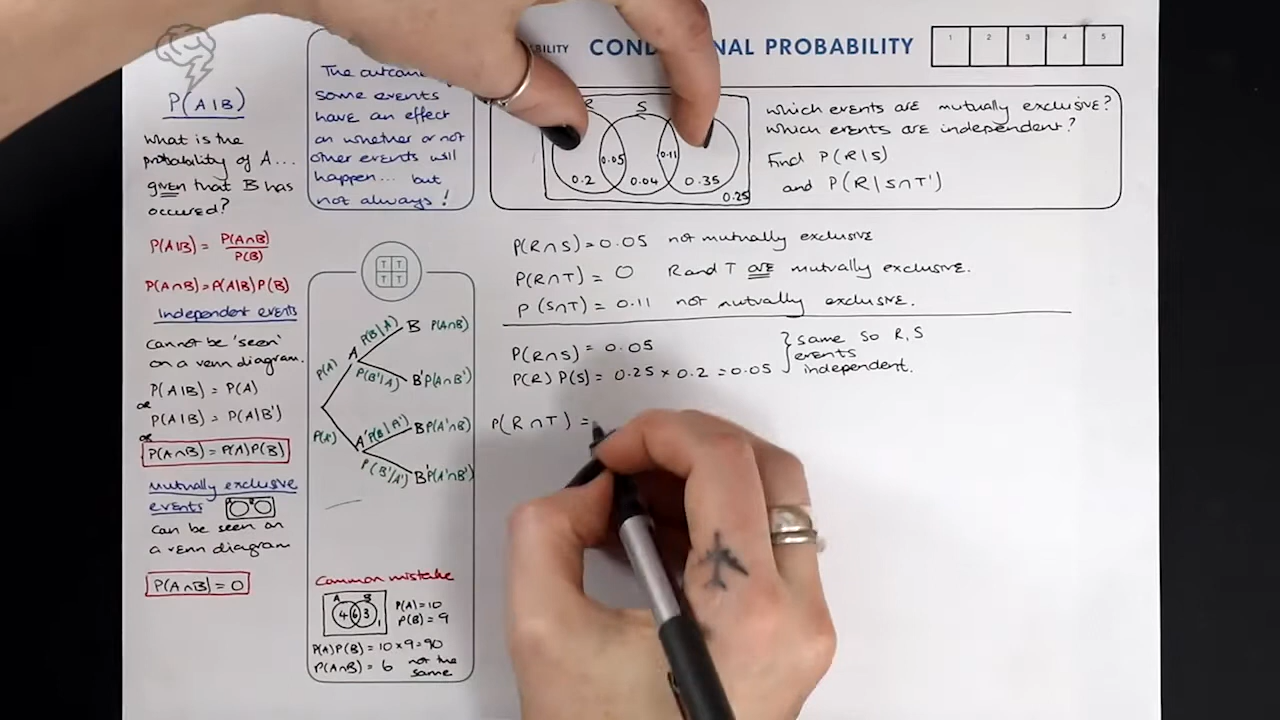 BABILITY
COND NAL PROBABILITY
1 2 3 4 5
P(A|B)
What is the
probability of A...
given that B has
occured?
P(A|B) = P(A∩B)
P(B)
P(A∩B)=P(A|B)P(B)
Independent events
cannot be 'seen'
on a venn diagram.
P(A|B) = P(A)
or
P(A|B) = P(A|B')
or
P(A∩B) = P(A)P(B)
mutually exclusive
events
can be seen on
a venn diagram
P(A∩B) = 0
The
some events
have an effect
on whether or not
other events will
happen... but
not always!
T T
T T
P(A)
P(A')
A
A'
P(B|A) B P(A∩B)
P(B'|A) B' P(A∩B')
P(B|A') B P(A'∩B)
P(B'|A') B' P(A'∩B')
Common mistake
A B
4 6 3
1
P(A)=10
P(B)=9
P(A)P(B) = 10×9=90
P(A∩B) = 6 not the
same
R S
0.05 0.11
0.2 0.04 0.35
0.25
which events are mutually exclusive?
which events are independent?
Find P(R|S)
and P(R|S∩T')
P(R∩S) = 0.05 not mutually exclusive
P(R∩T) = 0 R and T are mutually exclusive.
P(S∩T) = 0.11 not mutually exclusive.
P(R∩S) = 0.05
P(R) P(S) = 0.25 × 0.2 = 0.05
} same so R, S
events
independent.
P(R∩T) =